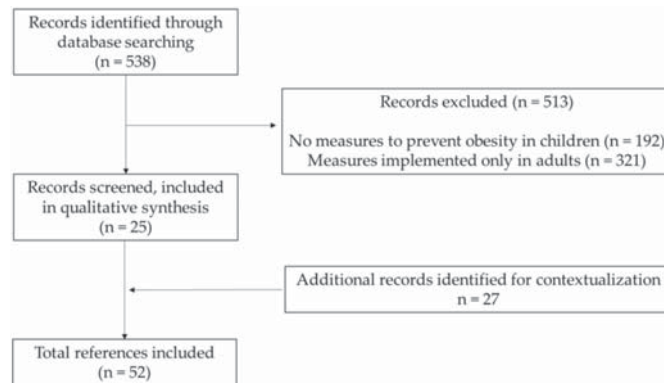 Records identified through
database searching
(n = 538)
Records excluded (n = 513)
No measures to prevent obesity in children (n = 192)
Measures implemented only in adults (n = 321)
Records screened, included
in qualitative synthesis
(n = 25)
Additional records identified for contextualization
n = 27
Total references included
(n = 52)